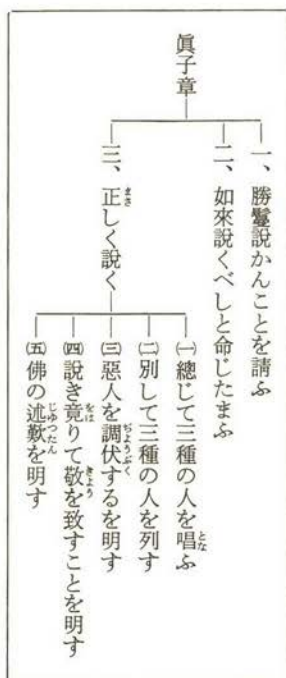 眞子章
一、勝鬘說かんことを請ふ
二、如來說くべしと命じたまふ
三、正しく說く
㈠總じて三種の人を唱ふ
㈡別して三種の人を列す
㈢惡人を調伏するを明す
㈣說き竟りて敬を致すことを明す
㈤佛の述歎を明す